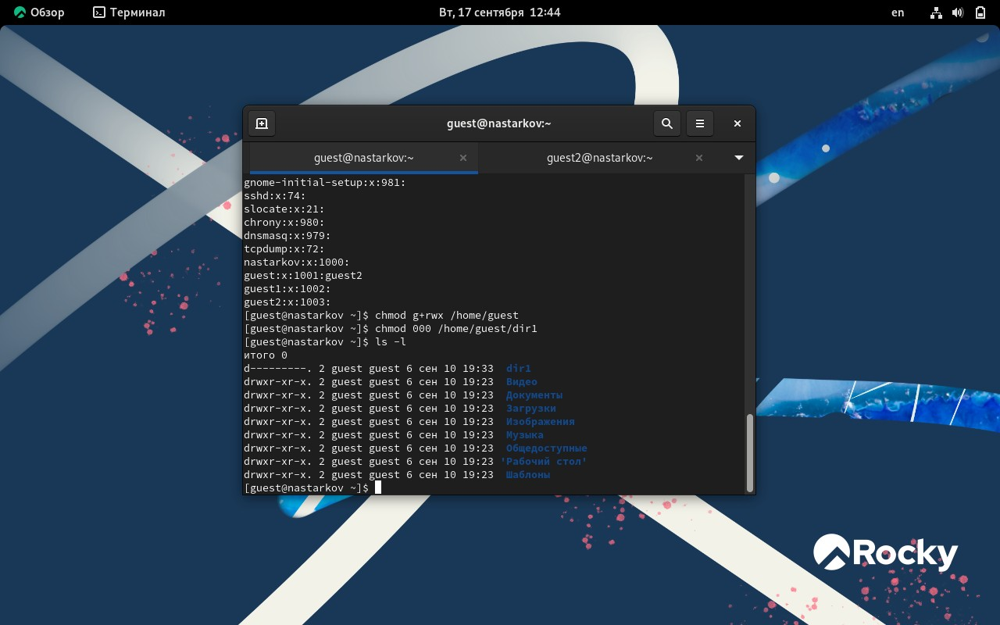 Обзор Терминал Вт, 17 сентября 12:44 en
guest@nastarkov:~
guest@nastarkov:~ guest2@nastarkov:~
gnome-initial-setup:x:981:
sshd:x:74:
slocate:x:21:
chrony:x:980:
dnsmasq:x:979:
tcpdump:x:72:
nastarkov:x:1000:
guest:x:1001:guest2
guest1:x:1002:
guest2:x:1003:
[guest@nastarkov ~]$ chmod g+rwx /home/guest
[guest@nastarkov ~]$ chmod 000 /home/guest/dir1
[guest@nastarkov ~]$ ls -l
итого 0
d---------. 2 guest guest 6 сен 10 19:33  dir1
drwxr-xr-x. 2 guest guest 6 сен 10 19:23  Видео
drwxr-xr-x. 2 guest guest 6 сен 10 19:23  Документы
drwxr-xr-x. 2 guest guest 6 сен 10 19:23  Загрузки
drwxr-xr-x. 2 guest guest 6 сен 10 19:23  Изображения
drwxr-xr-x. 2 guest guest 6 сен 10 19:23  Музыка
drwxr-xr-x. 2 guest guest 6 сен 10 19:23  Общедоступные
drwxr-xr-x. 2 guest guest 6 сен 10 19:23 'Рабочий стол'
drwxr-xr-x. 2 guest guest 6 сен 10 19:23  Шаблоны
[guest@nastarkov ~]$
Rocky